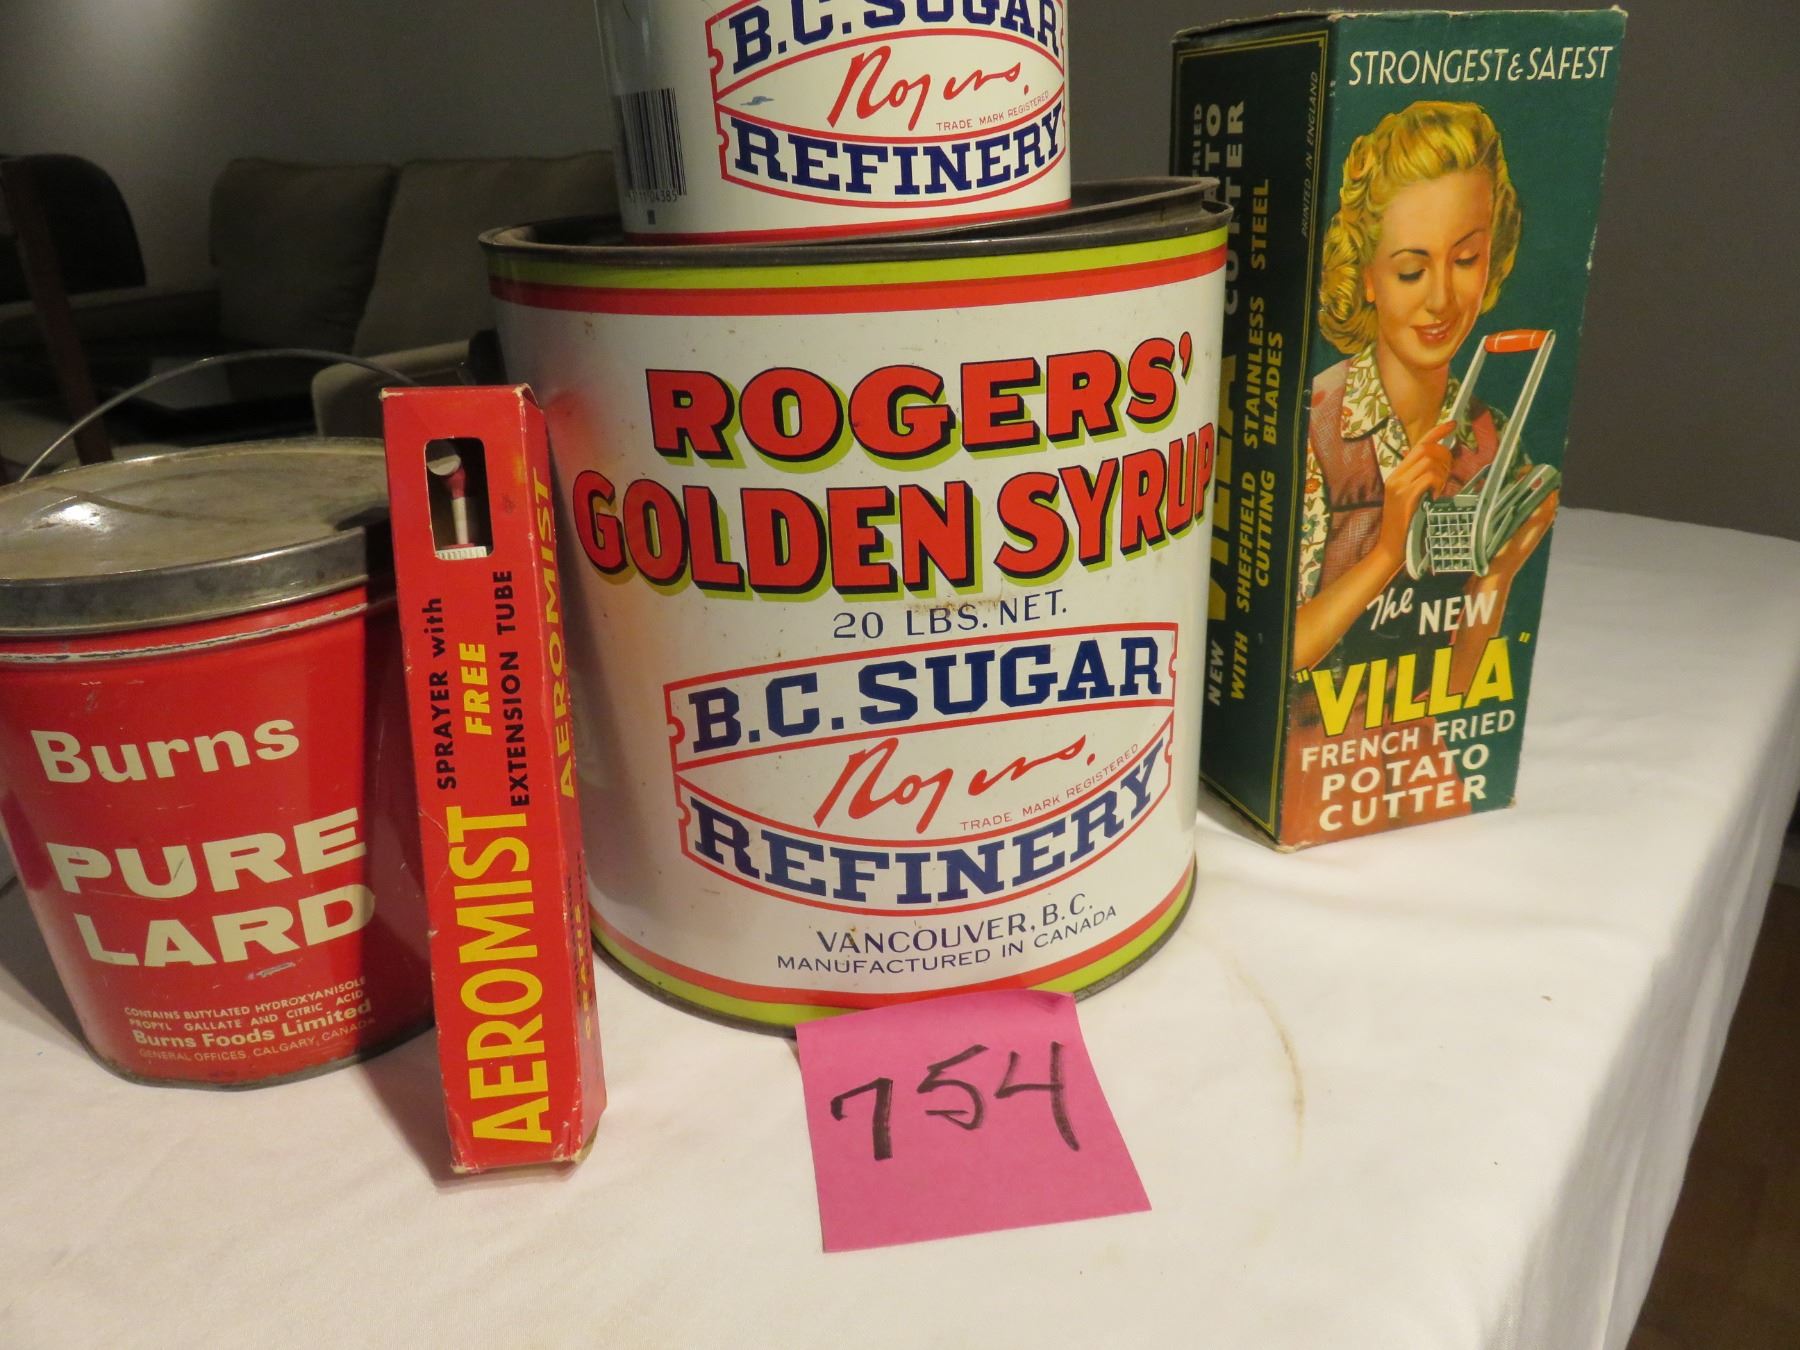 B.C. SUGAR
Rogers.
TRADE MARK REGISTERED
REFINERY
ROGERS'
GOLDEN SYRUP
20 LBS. NET.
B.C. SUGAR
Rogers.
TRADE MARK REGISTERED
REFINERY
VANCOUVER, B.C.
MANUFACTURED IN CANADA
Burns
PURE
LARD
CONTAINS BUTYLATED HYDROXYANISOLE
PROPYL GALLATE AND CITRIC ACID
Burns Foods Limited
GENERAL OFFICES, CALGARY, CANADA
AEROMIST
SPRAYER with
FREE
EXTENSION TUBE
AEROMIST
STRONGEST & SAFEST
The NEW
"VILLA"
FRENCH FRIED
POTATO
CUTTER
NEW VILLA
CUTTER
WITH SHEFFIELD STAINLESS STEEL
CUTTING BLADES
PRINTED IN ENGLAND
754